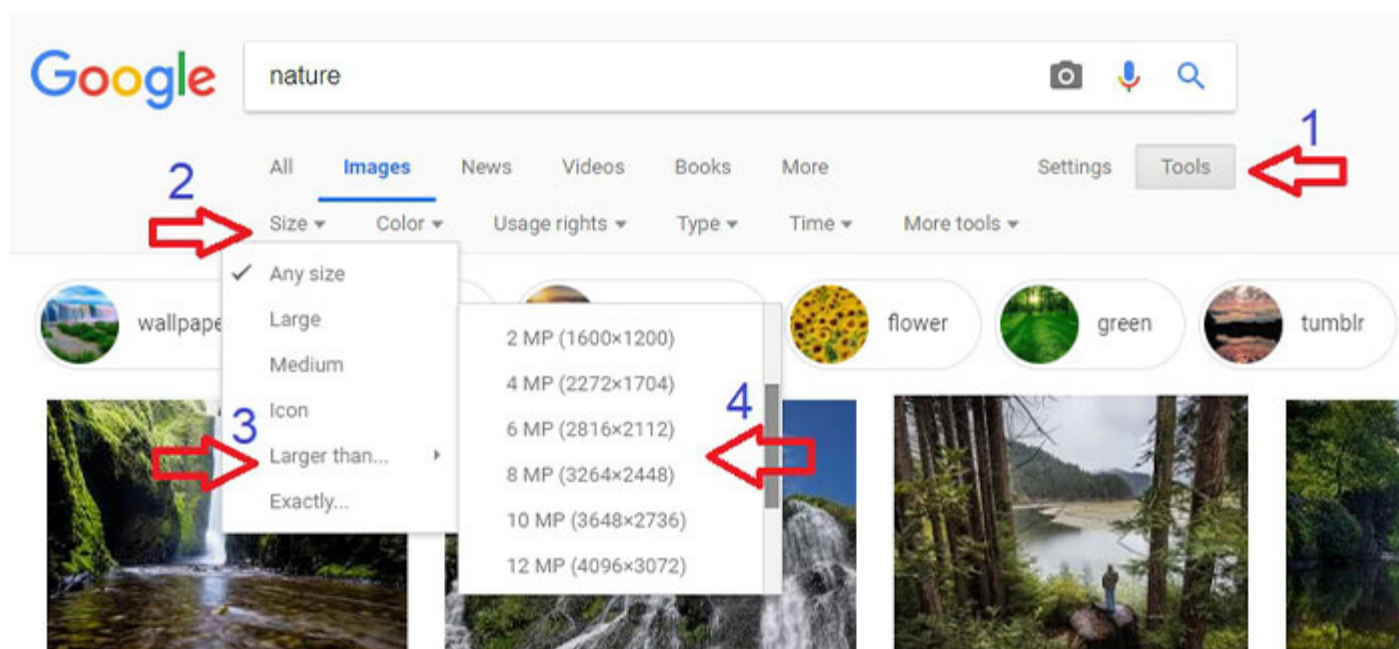 Google
nature
1
All Images News Videos Books More Settings Tools
2
Size Color Usage rights Type Time More tools
Any size
Large
Medium
Icon
3
Larger than...
Exactly...
2 MP (1600×1200)
4 MP (2272×1704)
4
6 MP (2816×2112)
8 MP (3264×2448)
10 MP (3648×2736)
12 MP (4096×3072)
wallpape
flower
green
tumblr